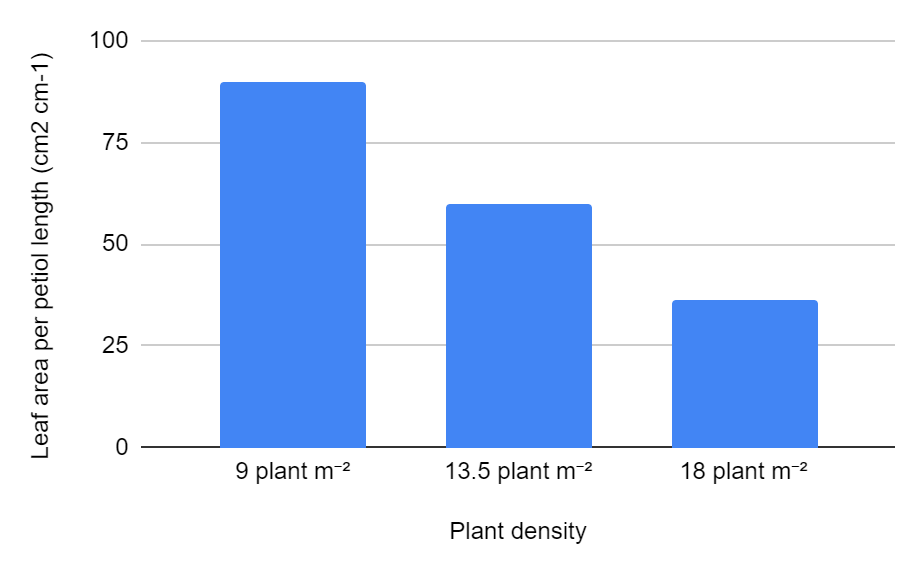 Leaf area per petiol length (cm2 cm-1)
100
75
50
25
0
9 plant m⁻²
13.5 plant m⁻²
18 plant m⁻²
Plant density